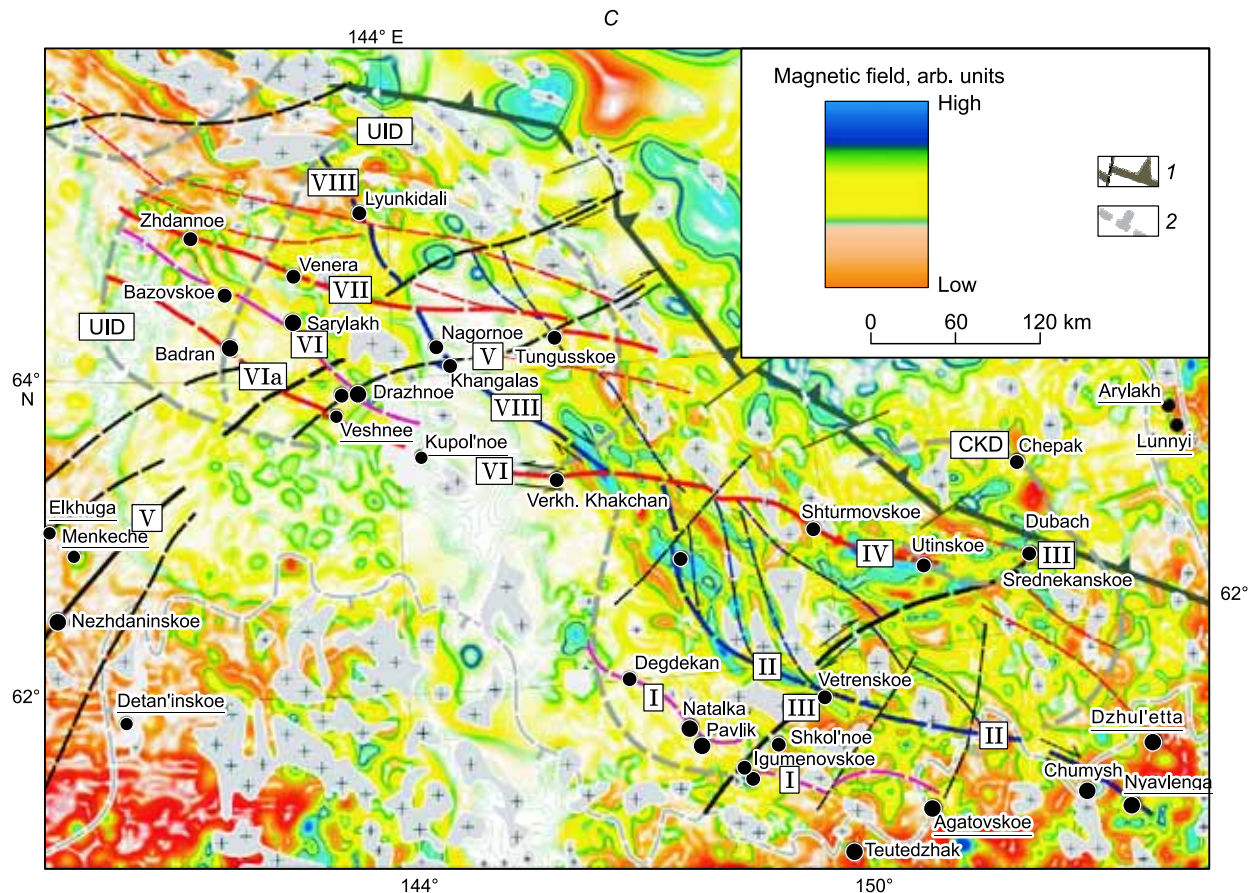 C
144° E
Magnetic field, arb. units
High
Low
1
2
0 60 120 km
UID
VIII
Lyunkidali
Zhdannoe
Venera
VII
Bazovskoe
Sarylakh
UID
VI
Nagornoe
V
Tungusskoe
Badran
VIa
Khangalas
64°
N
Drazhnoe
VIII
Veshnee
Arylakh
Lunnyi
CKD
Chepak
Kupol'noe
VI
Verkh. Khakchan
Elkhuga
V
Menkeche
Shturmovskoe
Utinskoe
IV
Dubach
III
Srednekanskoe
62°
Nezhdaninskoe
Degdekan
II
Vetrenskoe
62°
I
III
Detan'inskoe
Natalka
Pavlik
Shkol'noe
II
Dzhul'etta
Igumenovskoe
I
Chumysh
Nyavlenga
Agatovskoe
Teutedzhak
144°
150°